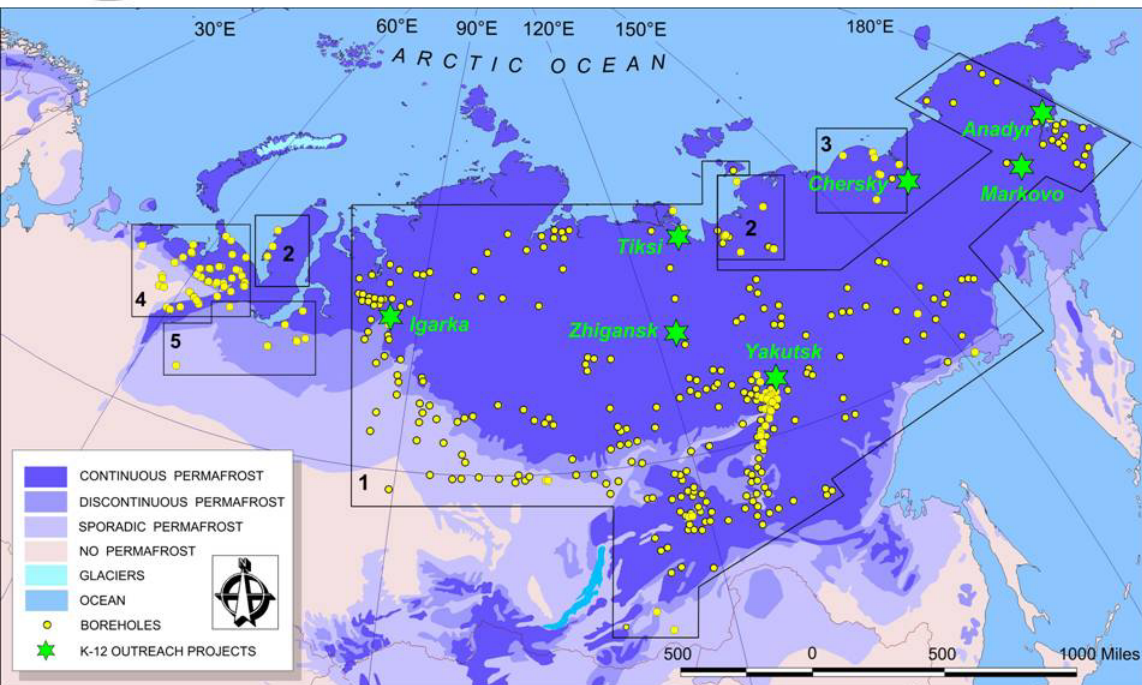 30°E 60°E 90°E 120°E 150°E 180°E
ARCTIC OCEAN
Anadyr
3
Chersky
Markovo
2
2
Tiksi
4
Igarka
Zhigansk
5
Yakutsk
1
CONTINUOUS PERMAFROST
DISCONTINUOUS PERMAFROST
SPORADIC PERMAFROST
NO PERMAFROST
GLACIERS
OCEAN
BOREHOLES
K-12 OUTREACH PROJECTS
500 0 500 1000 Miles